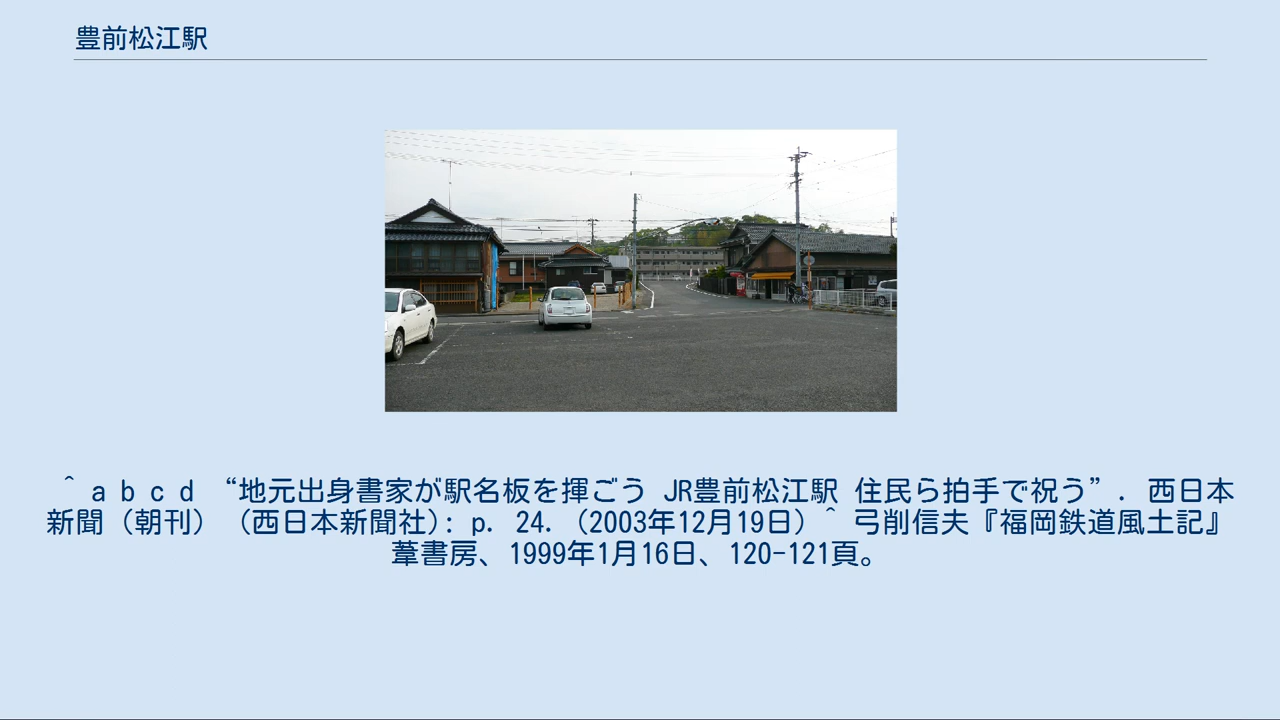 豊前松江駅
^ a b c d “地元出身書家が駅名板を揮ごう JR豊前松江駅 住民ら拍手で祝う”. 西日本
新聞（朝刊） (西日本新聞社): p. 24. (2003年12月19日) ^ 弓削信夫『福岡鉄道風土記』
葦書房、1999年1月16日、120-121頁。